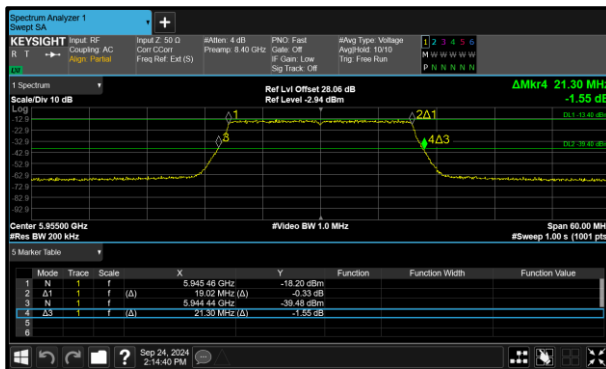 Spectrum Analyzer 1
Swept SA
+
KEYSIGHT Input: RF Input Z: 50 Ω #Atten: 4 dB PNO: Fast #Avg Type: Voltage 1 2 3 4 5 6
R T Coupling: AC Corr CCorr Preamp: 8.40 GHz Gate: Off Avg|Hold: 10/10 M W W W W W
Align: Partial Freq Ref: Ext (S) IF Gain: Low Trig: Free Run P N N N N N
Sig Track: Off
1 Spectrum Ref Lvl Offset 28.06 dB ΔMkr4 21.30 MHz
Scale/Div 10 dB Ref Level -2.94 dBm -1.55 dB
Log
-12.9 1 2Δ1 DL1 -13.40 dBm
-22.9
-32.9 3 4Δ3
-42.9 DL2 -39.40 dBm
-52.9
-62.9
-72.9
-82.9
-92.9
Center 5.95500 GHz #Video BW 1.0 MHz Span 60.00 MHz
#Res BW 200 kHz #Sweep 1.00 s (1001 pts
5 Marker Table
Mode Trace Scale X Y Function Function Width Function Value
1 N 1 f 5.945 46 GHz -18.20 dBm
2 Δ1 1 f (Δ) 19.02 MHz (Δ) -0.33 dB
3 N 1 f 5.944 44 GHz -39.48 dBm
4 Δ3 1 f (Δ) 21.30 MHz (Δ) -1.55 dB
5
6
? Sep 24, 2024
2:14:40 PM